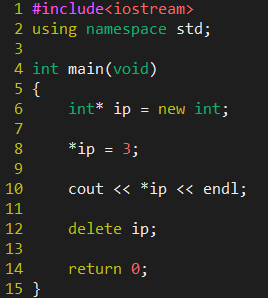 1 #include<iostream>
2 using namespace std;
3
4 int main(void)
5 {
6     int* ip = new int;
7
8     *ip = 3;
9
10     cout << *ip << endl;
11
12     delete ip;
13
14     return 0;
15 }